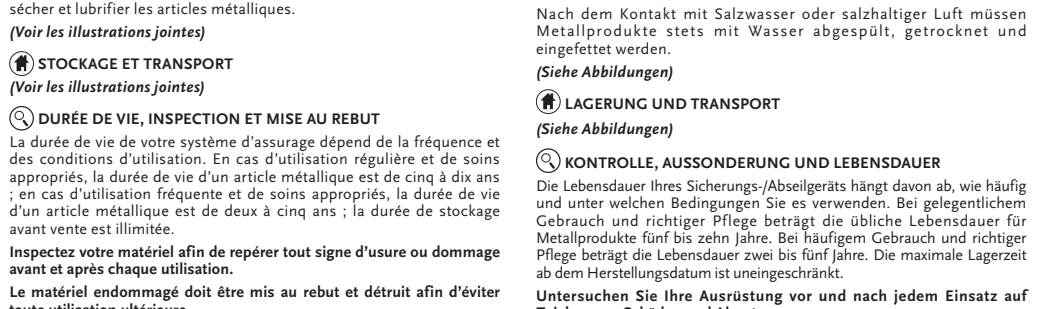 sécher et lubrifier les articles métalliques.
(Voir les illustrations jointes)
STOCKAGE ET TRANSPORT
(Voir les illustrations jointes)
DURÉE DE VIE, INSPECTION ET MISE AU REBUT
La durée de vie de votre système d’assurage dépend de la fréquence et
des conditions d’utilisation. En cas d’utilisation régulière et de soins
appropriés, la durée de vie d’un article métallique est de cinq à dix ans
; en cas d’utilisation fréquente et de soins appropriés, la durée de vie
d’un article métallique est de deux à cinq ans ; la durée de stockage
avant vente est illimitée.
Inspectez votre matériel afin de repérer tout signe d’usure ou dommage
avant et après chaque utilisation.
Le matériel endommagé doit être mis au rebut et détruit afin d’éviter
Nach dem Kontakt mit Salzwasser oder salzhaltiger Luft müssen
Metallprodukte stets mit Wasser abgespült, getrocknet und
eingefettet werden.
(Siehe Abbildungen)
LAGERUNG UND TRANSPORT
(Siehe Abbildungen)
KONTROLLE, AUSSONDERUNG UND LEBENSDAUER
Die Lebensdauer Ihres Sicherungs-/Abseilgeräts hängt davon ab, wie häufig
und unter welchen Bedingungen Sie es verwenden. Bei gelegentlichem
Gebrauch und richtiger Pflege beträgt die übliche Lebensdauer für
Metallprodukte fünf bis zehn Jahre. Bei häufigem Gebrauch und richtiger
Pflege beträgt die Lebensdauer zwei bis fünf Jahre. Die maximale Lagerzeit
ab dem Herstellungsdatum ist uneingeschränkt.
Untersuchen Sie Ihre Ausrüstung vor und nach jedem Einsatz auf